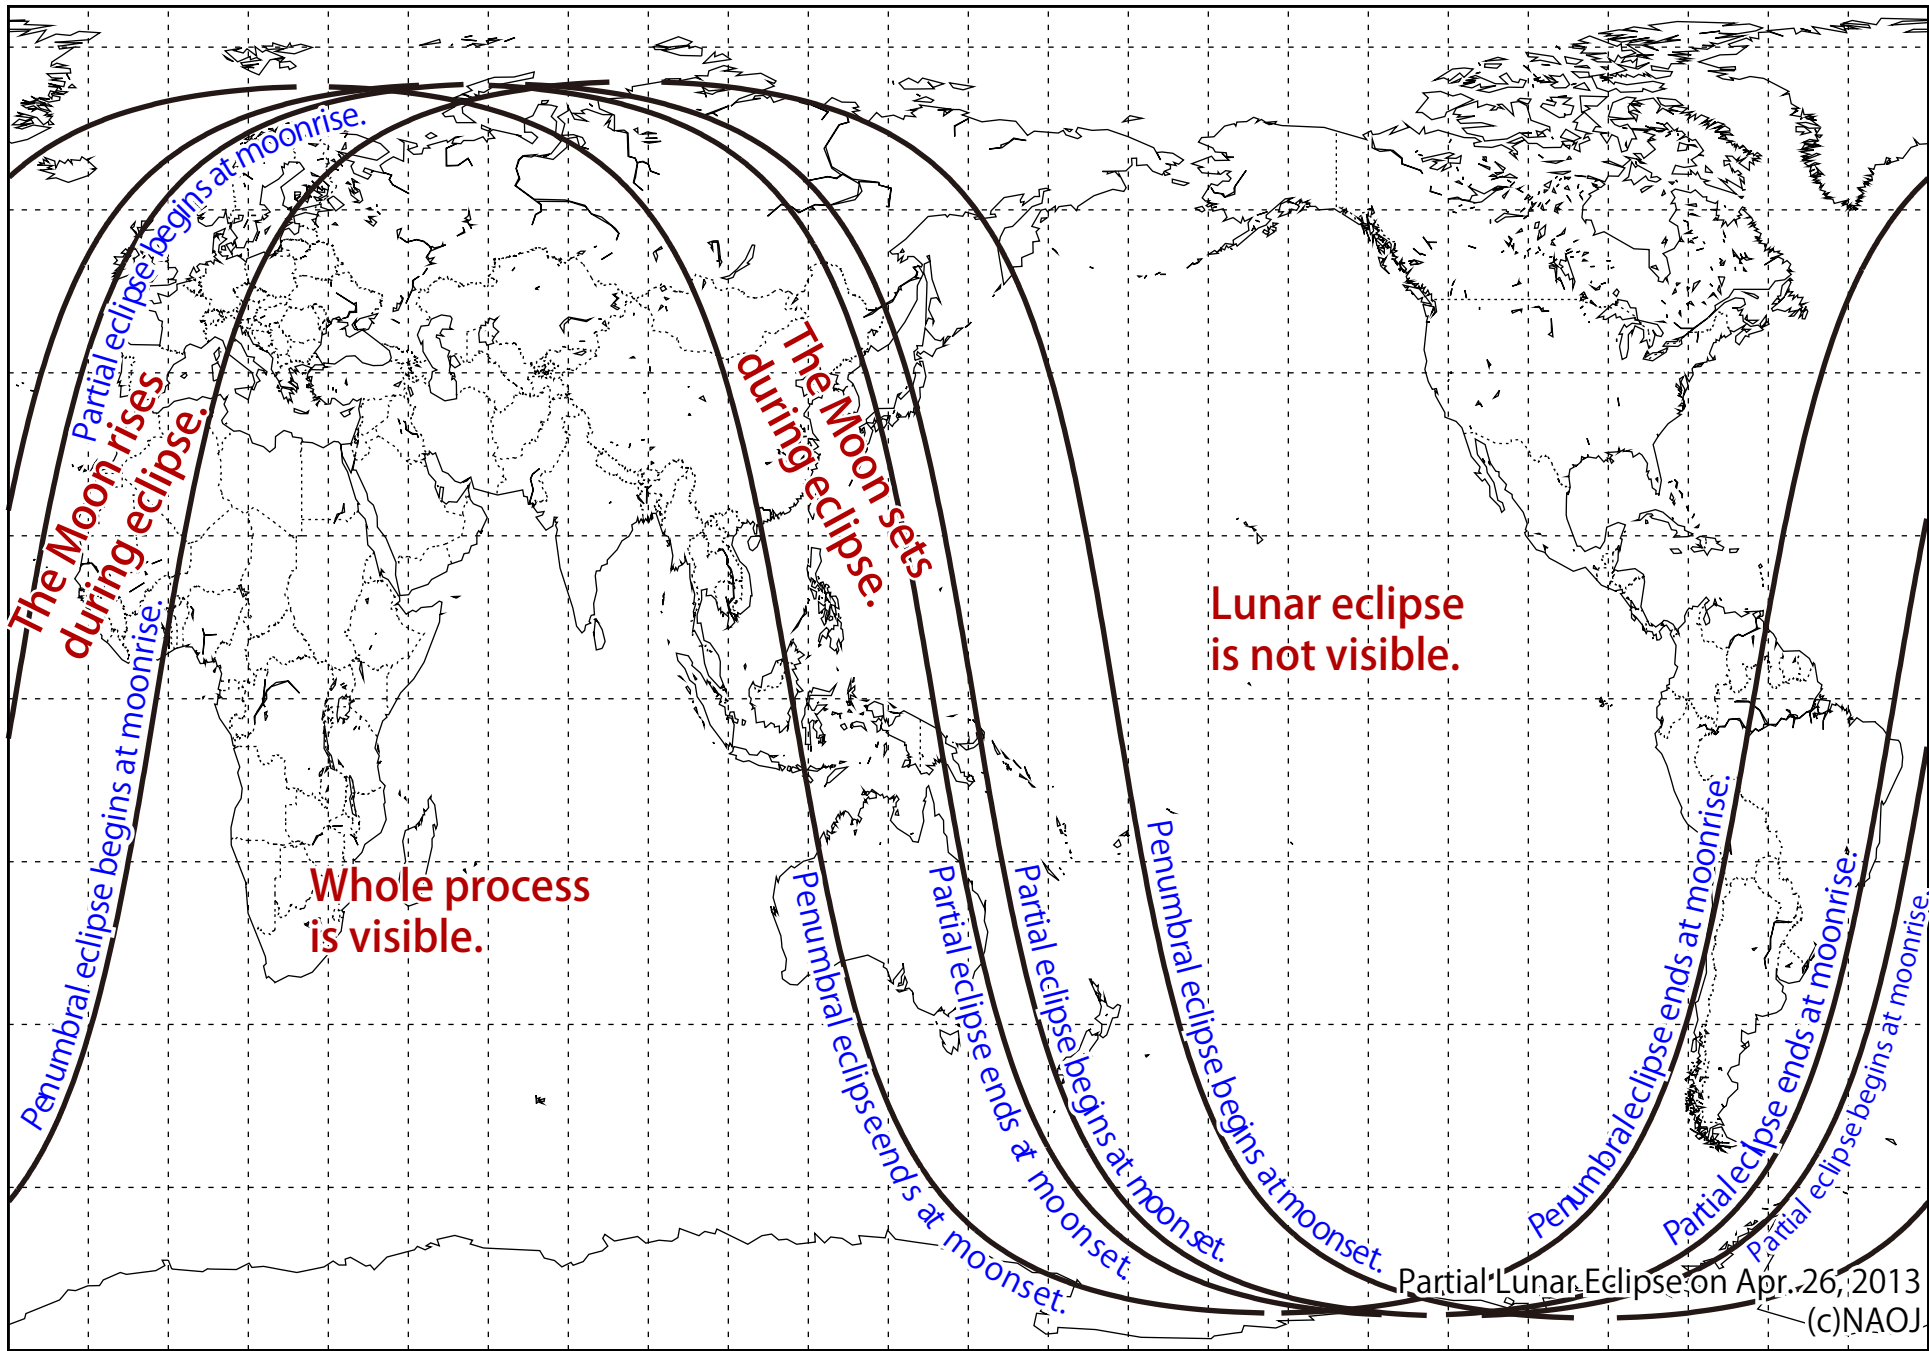 Partial eclipse begins at moonrise.
The Moon rises
during eclipse.
Penumbral eclipse begins at moonrise.
The Moon sets
during eclipse.
Lunar eclipse
is not visible.
Whole process
is visible.
Penumbral eclipse ends at moonset.
Partial eclipse ends at moonset.
Partial eclipse begins at moonset.
Penumbral eclipse begins at moonset.
Penumbral eclipse ends at moonrise.
Partial eclipse ends at moonrise.
Partial eclipse begins at moonrise.
Partial Lunar Eclipse on Apr. 26, 2013
(c)NAOJ